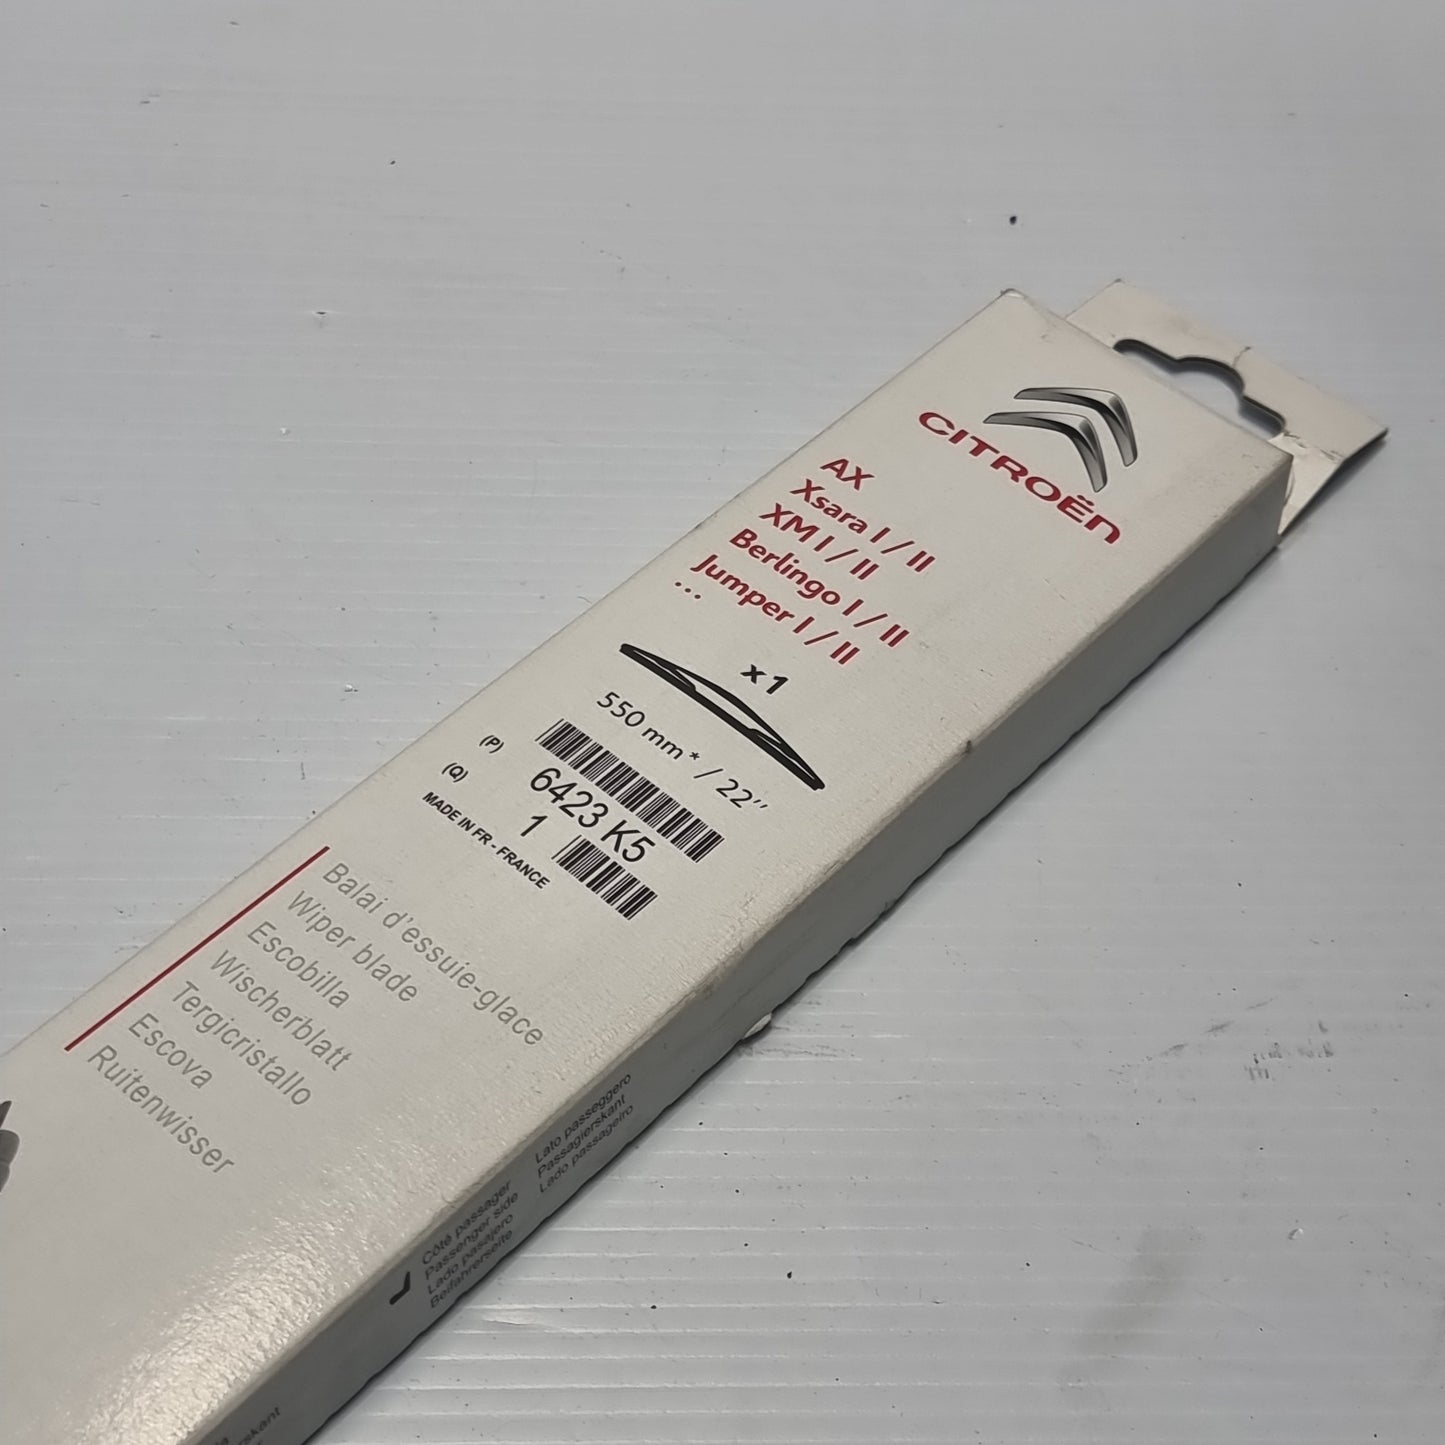 CITROËN
AX
Xsara I / II
XM I / II
Berlingo I / II
Jumper I / II
...
x1
550 mm* / 22''
(P) 6423 K5
(Q) 1
MADE IN FR - FRANCE
Balai d'essuie-glace
Wiper blade
Escobilla
Wischerblatt
Tergicristallo
Escova
Ruitenwisser
Côté passager
Passenger side
Lado pasajero
Beifahrerseite
Lato passeggero
Passagierskant
Lado passageiro